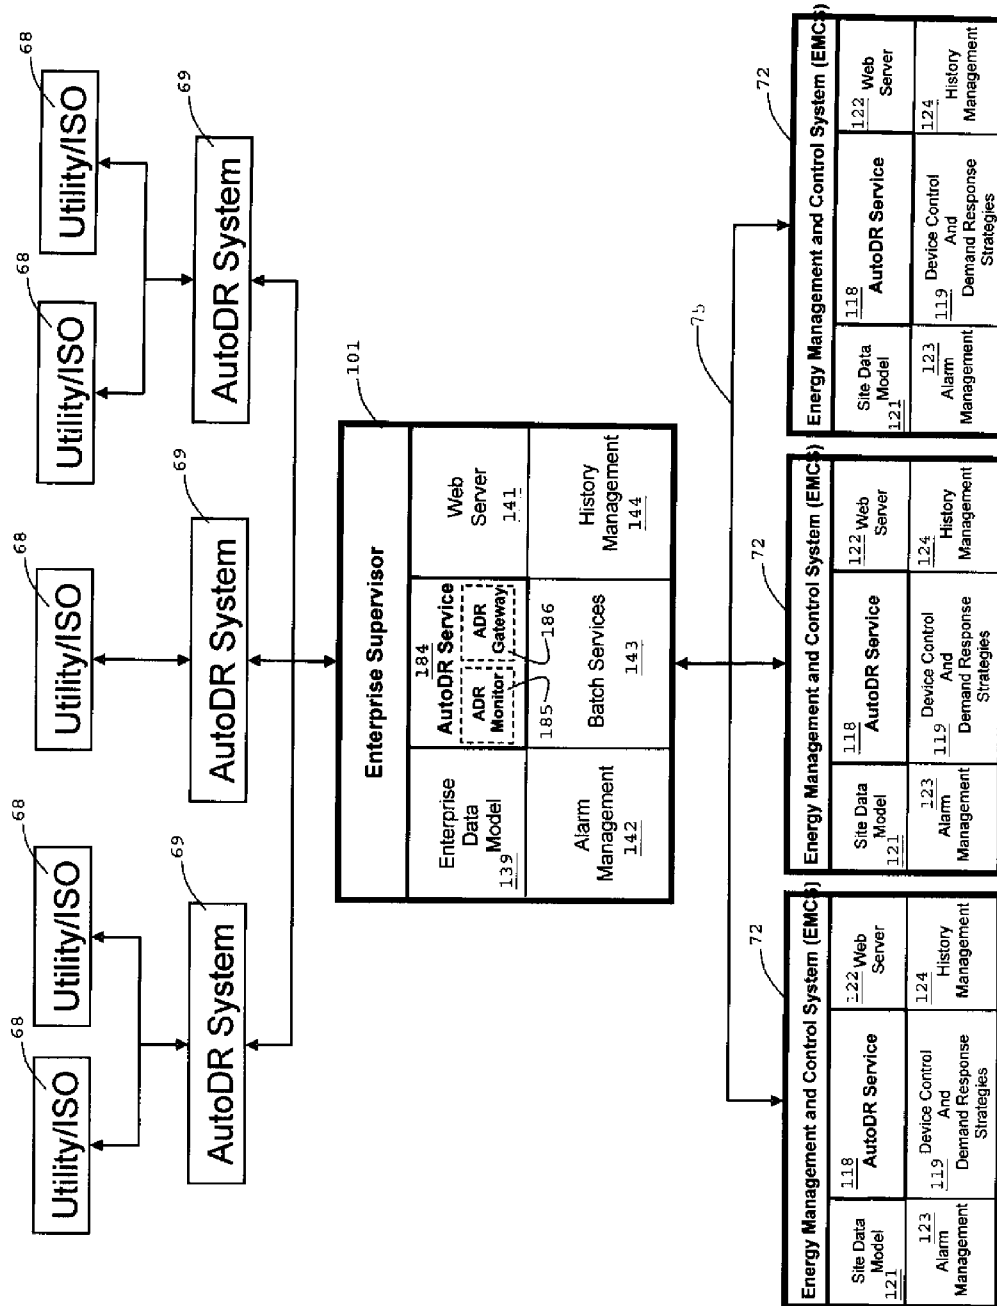 68
68
68
68
68
Utility/ISO
Utility/ISO
Utility/ISO
Utility/ISO
Utility/ISO
69
69
69
AutoDR System
AutoDR System
AutoDR System
101
Enterprise Supervisor
Enterprise
Data
Model
139
184
AutoDR Service
ADR
Monitor
ADR
Gateway
Web
Server
141
185
186
Alarm
Management
142
Batch Services
143
History
Management
144
75
72
Energy Management and Control System (EMCS)
Site Data
Model
121
118
AutoDR Service
122 Web
Server
123
Alarm
Management
119 Device Control
And
Demand Response
Strategies
124
History
Management
72
Energy Management and Control System (EMCS)
Site Data
Model
121
118
AutoDR Service
122 Web
Server
123
Alarm
Management
119 Device Control
And
Demand Response
Strategies
124
History
Management
72
Energy Management and Control System (EMCS)
Site Data
Model
121
118
AutoDR Service
122 Web
Server
123
Alarm
Management
119 Device Control
And
Demand Response
Strategies
124
History
Management